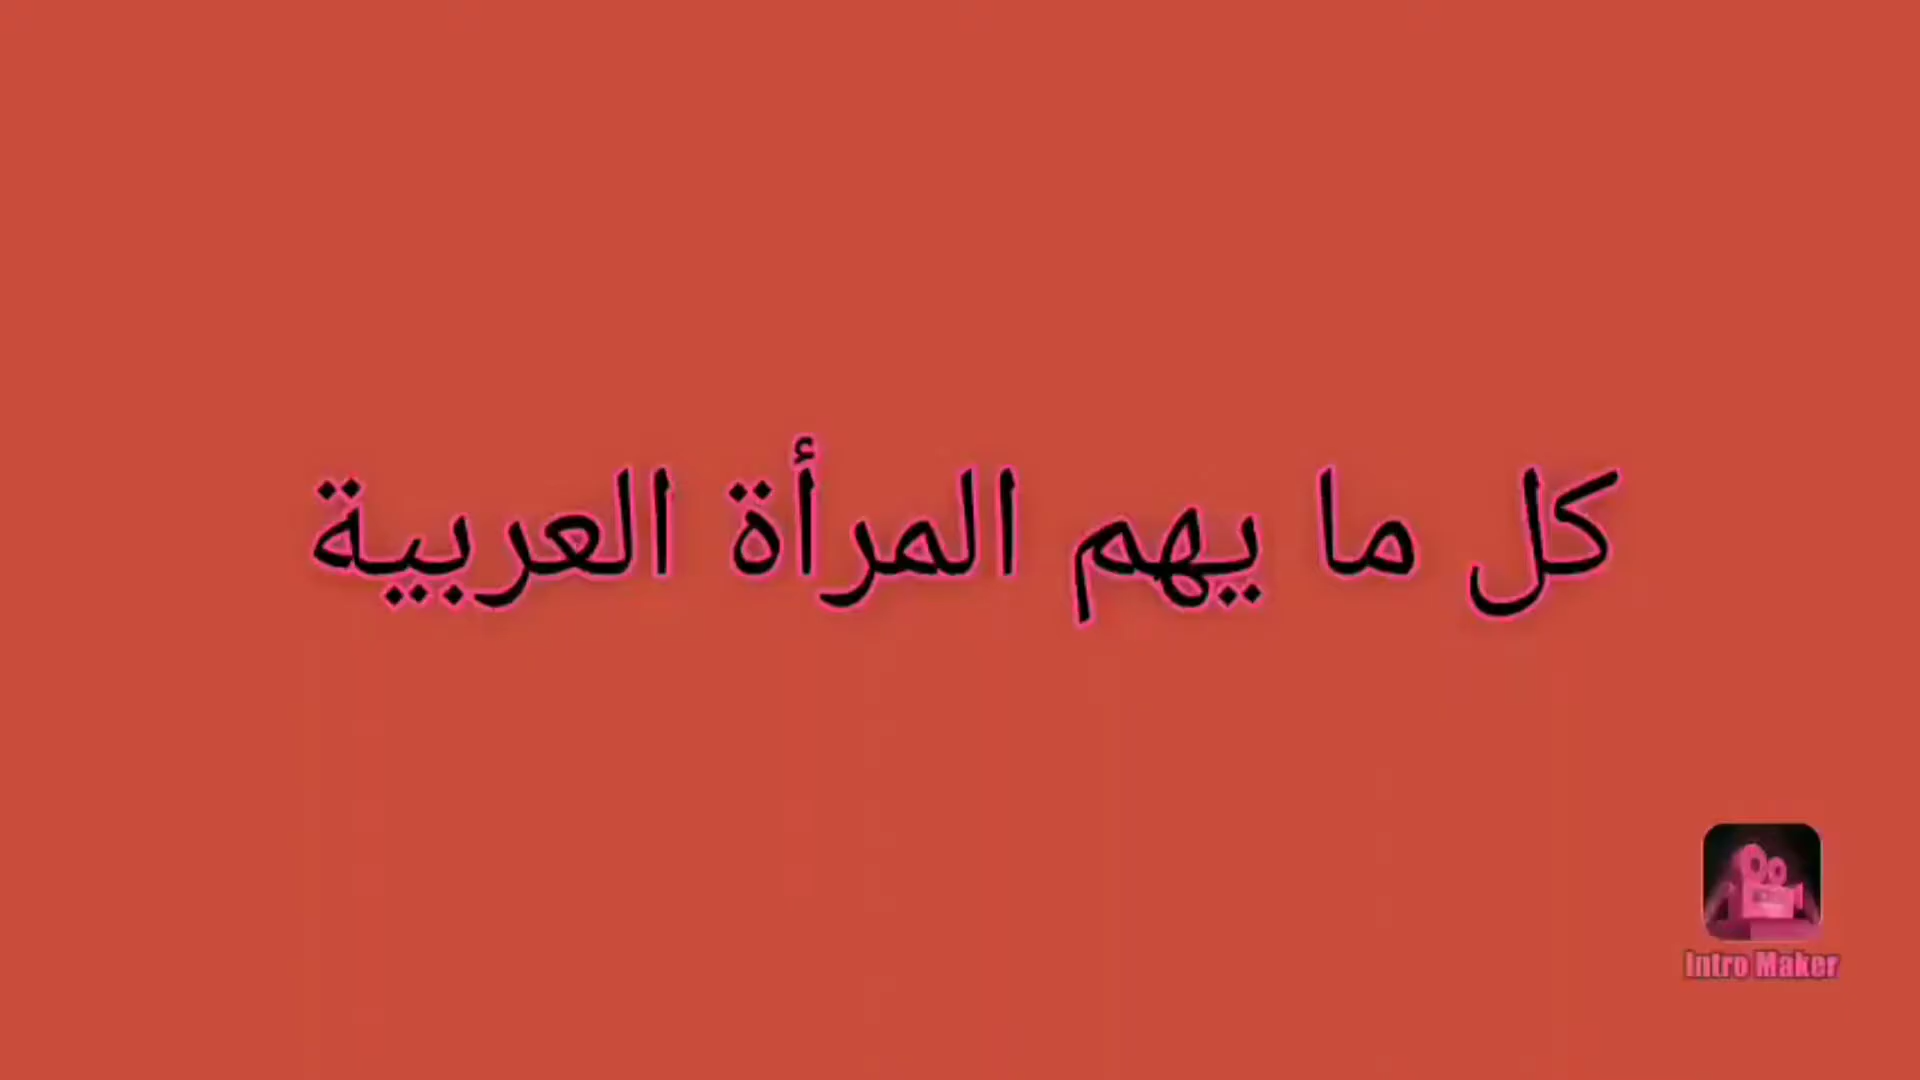 كل ما يهم المرأة العربية
Intro Maker